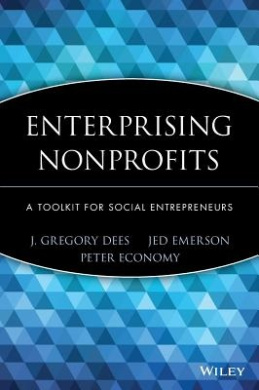 ENTERPRISING
NONPROFITS
A TOOLKIT FOR SOCIAL ENTREPRENEURS
J. GREGORY DEES JED EMERSON
PETER ECONOMY
WILEY